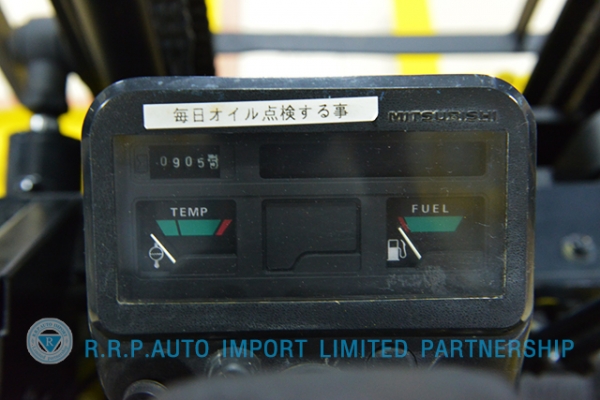 毎日オイル点検する事
MITSUBISHI
0905
TEMP
FUEL
R.R.P.AUTO IMPORT LIMITED PARTNERSHIP